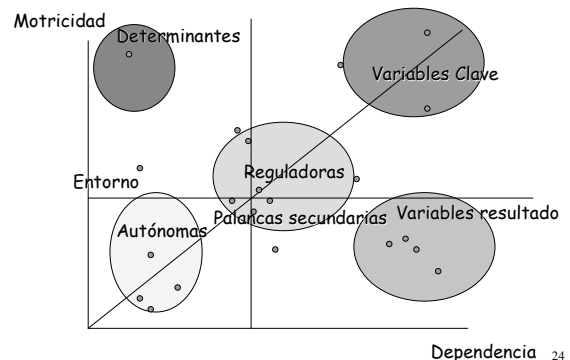 Motricidad
Determinantes
Variables Clave
Reguladoras
Entorno
Palancas secundarias
Variables resultado
Autónomas
Dependencia
24